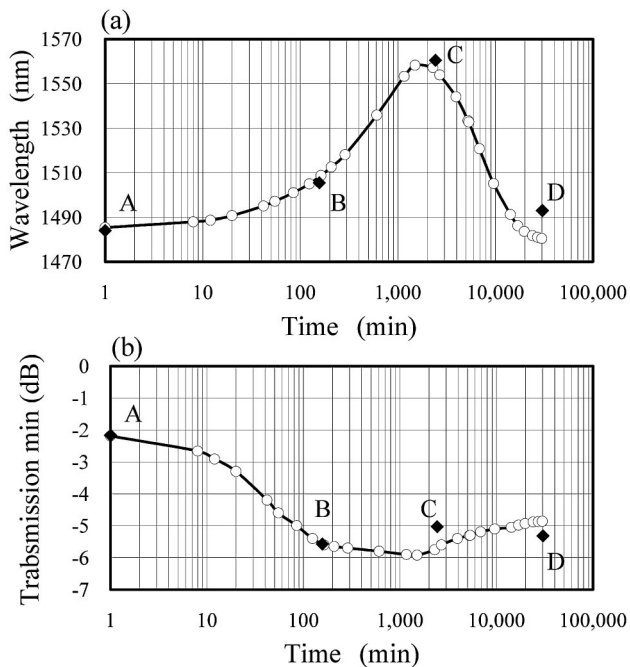 (a)
Wavelength (nm)
1570
1550
1530
1510
1490
1470
A
B
C
D
1 10 100 1,000 10,000 100,000
Time (min)
(b)
Trabsmission min (dB)
0
-1
-2
-3
-4
-5
-6
-7
A
B
C
D
1 10 100 1,000 10,000 100,000
Time (min)